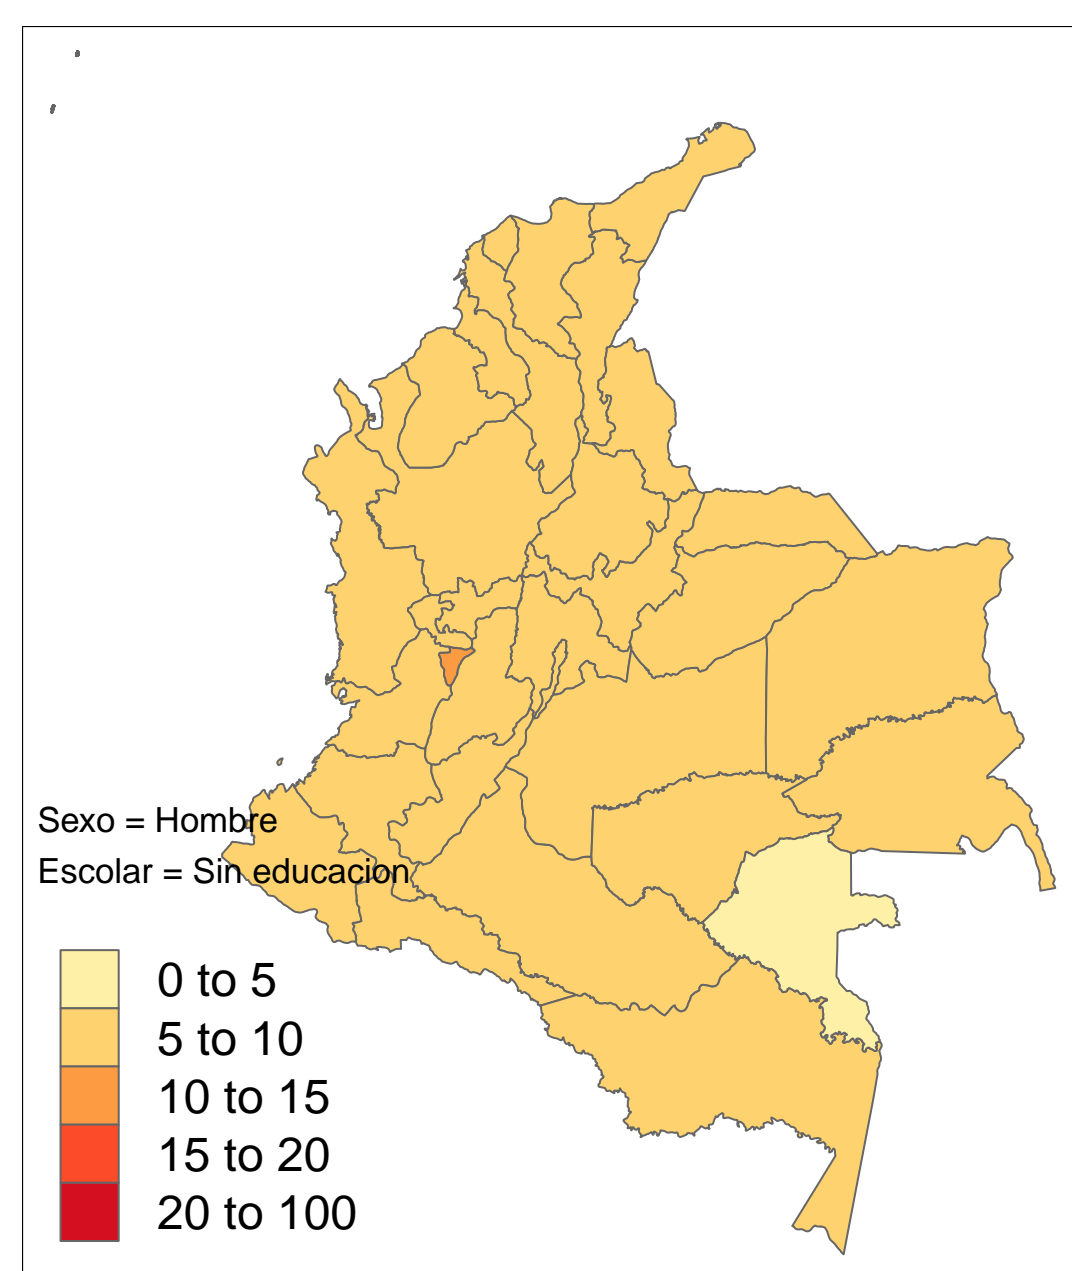 Sexo = Hombre
Escolar = Sin educacion
0 to 5
5 to 10
10 to 15
15 to 20
20 to 100